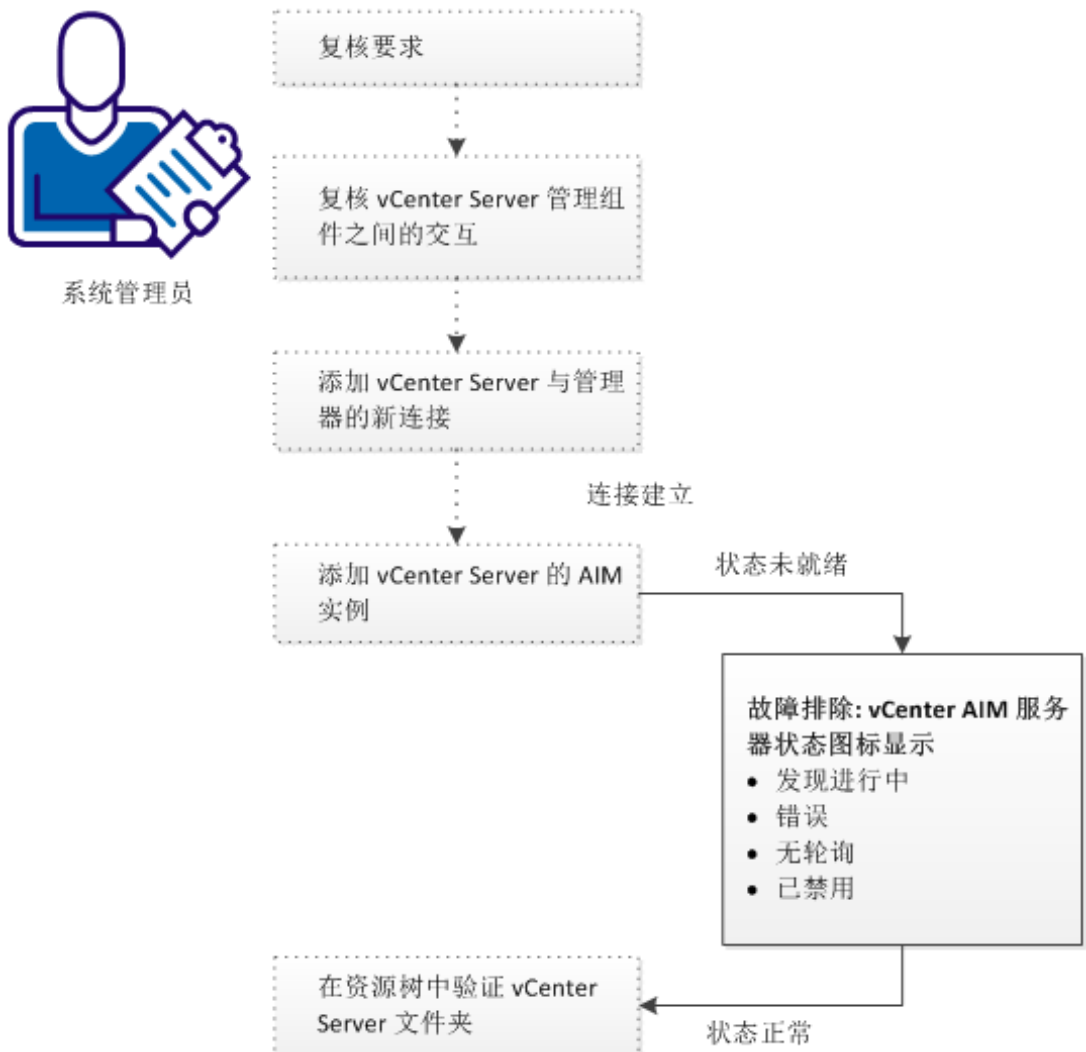 复核要求
复核 vCenter Server 管理组
件之间的交互
系统管理员
添加 vCenter Server 与管理
器的新连接
连接建立
添加 vCenter Server 的 AIM
实例
状态未就绪
故障排除: vCenter AIM 服务
器状态图标显示
• 发现进行中
• 错误
• 无轮询
• 已禁用
在资源树中验证 vCenter
Server 文件夹
状态正常